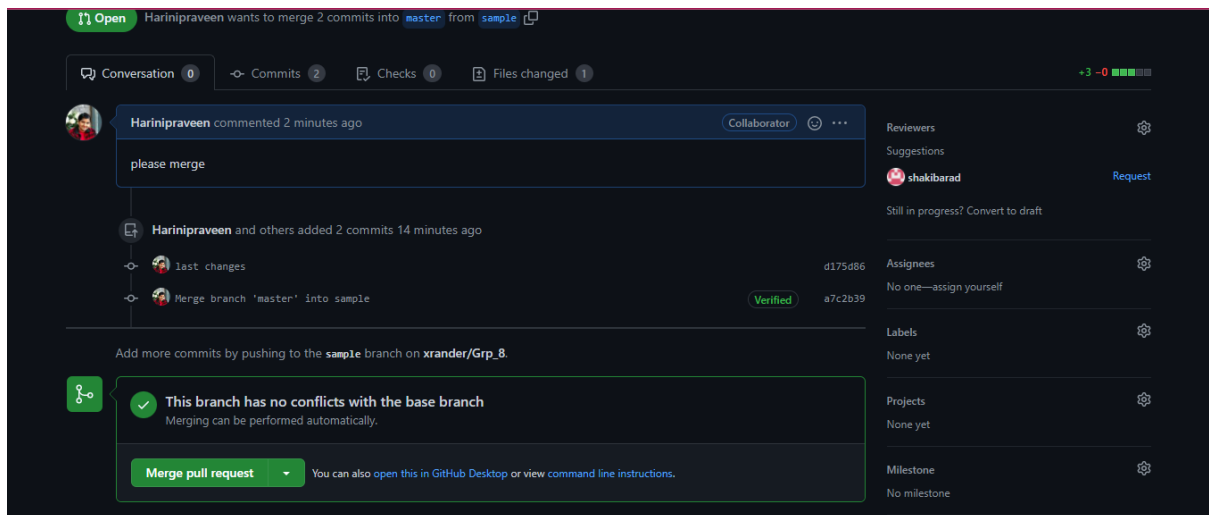 Open Harinipraveen wants to merge 2 commits into master from sample
Conversation 0 Commits 2 Checks 0 Files changed 1 +3 −0
Harinipraveen commented 2 minutes ago Collaborator
please merge
Harinipraveen and others added 2 commits 14 minutes ago
last changes d175d86
Merge branch 'master' into sample Verified a7c2b39
Add more commits by pushing to the sample branch on xrander/Grp_8.
This branch has no conflicts with the base branch
Merging can be performed automatically.
Merge pull request You can also open this in GitHub Desktop or view command line instructions.
Reviewers
Suggestions
shakibarad Request
Still in progress? Convert to draft
Assignees
No one—assign yourself
Labels
None yet
Projects
None yet
Milestone
No milestone